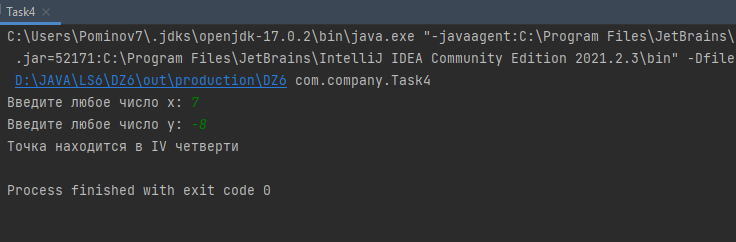 Task4
C:\Users\Pominov7\.jdks\openjdk-17.0.2\bin\java.exe "-javaagent:C:\Program Files\JetBrains\
.jar=52171:C:\Program Files\JetBrains\IntelliJ IDEA Community Edition 2021.2.3\bin" -Dfile
D:\JAVA\LS6\DZ6\out\production\DZ6 com.company.Task4
Введите любое число x: 7
Введите любое число y: -8
Точка находится в IV четверти
Process finished with exit code 0